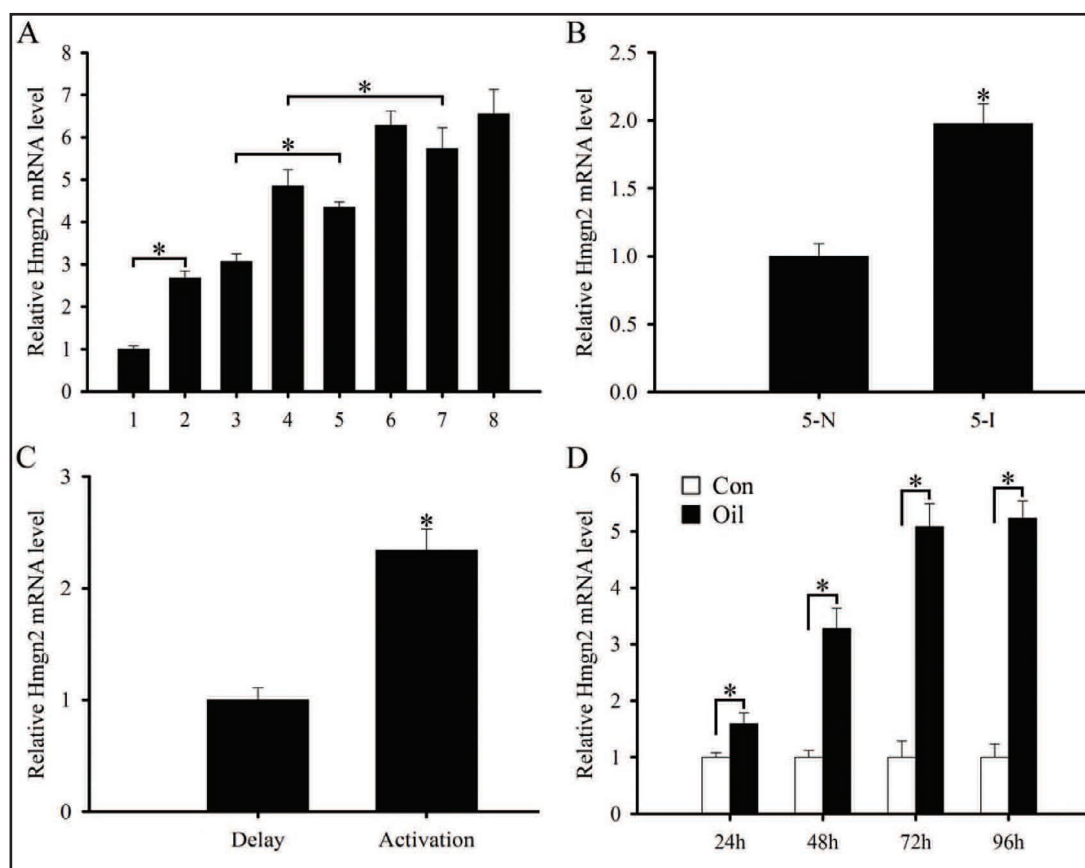 A
Relative Hmgn2 mRNA level
8
7
6
5
4
3
2
1
0
*
*
*
1 2 3 4 5 6 7 8
B
Relative Hmgn2 mRNA level
2.5
2.0
1.5
1.0
0.5
0.0
*
5-N 5-I
C
Relative Hmgn2 mRNA level
3
2
1
0
*
Delay Activation
D
Relative Hmgn2 mRNA level
6
5
4
3
2
1
0
Con
Oil
*
*
*
*
24h 48h 72h 96h